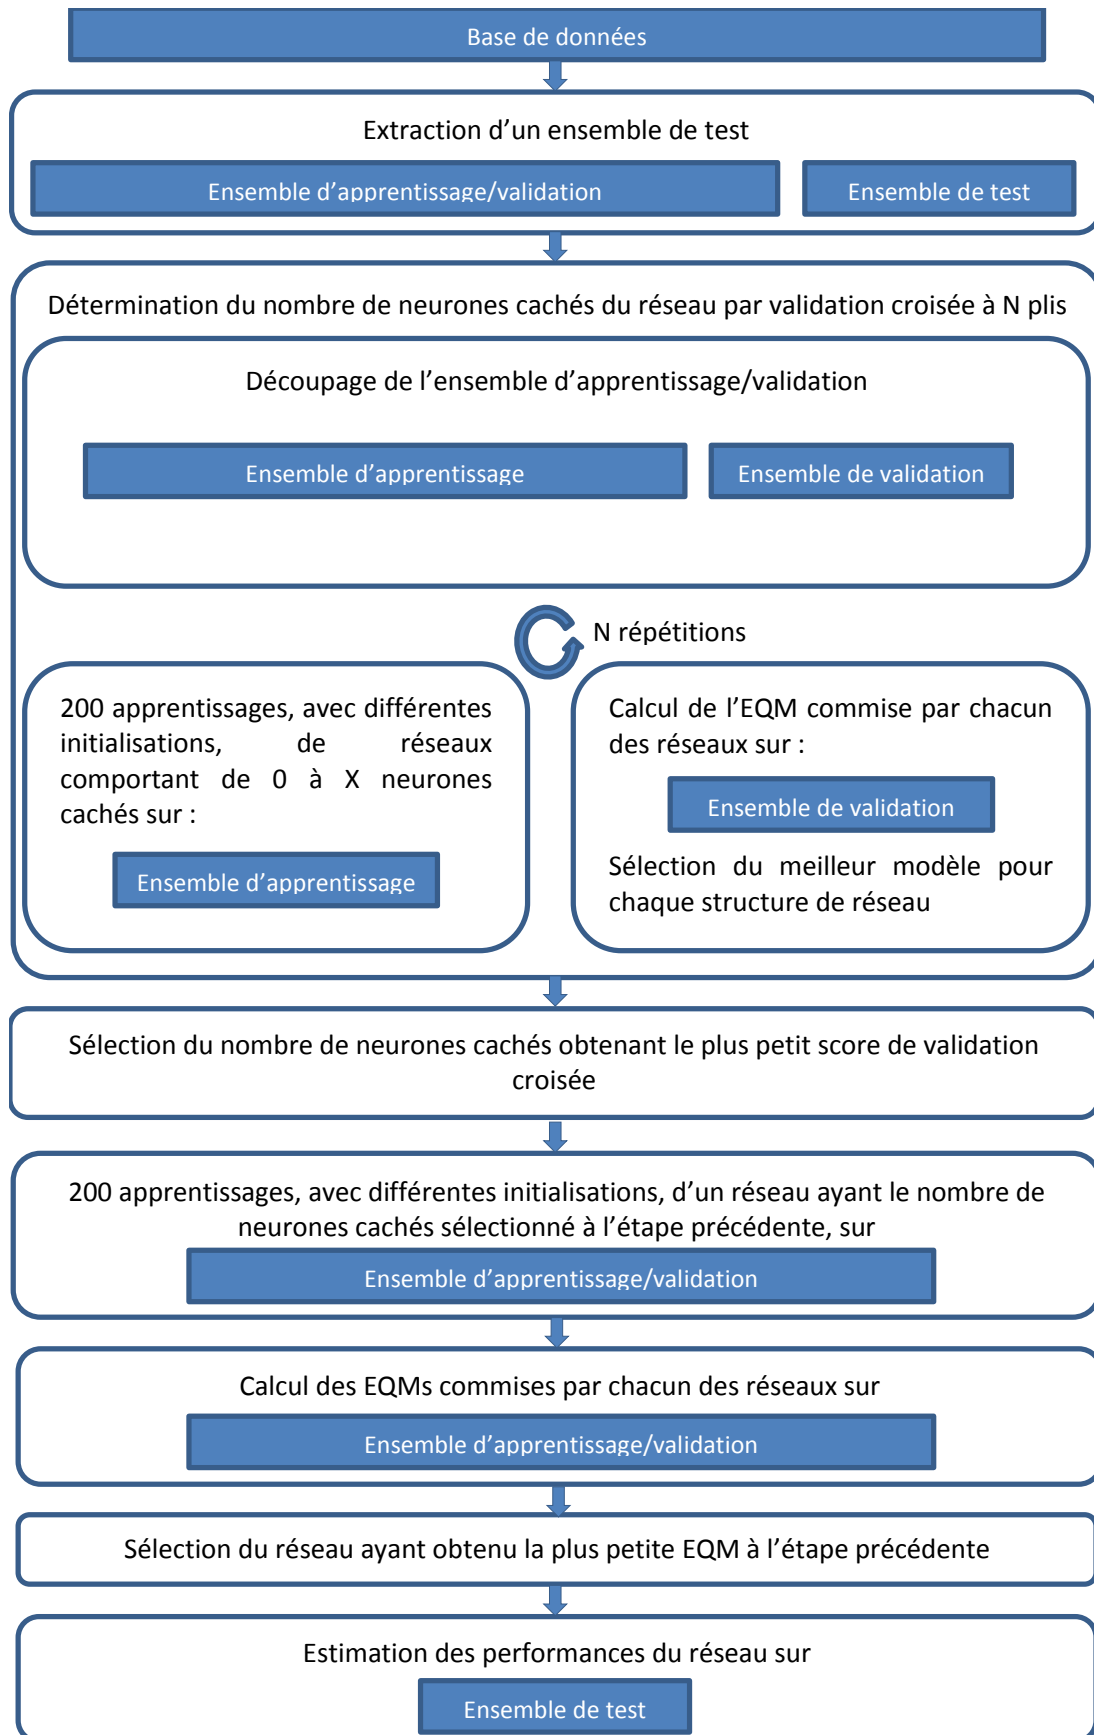 Base de données
Extraction d’un ensemble de test
Ensemble d’apprentissage/validation
Ensemble de test
Détermination du nombre de neurones cachés du réseau par validation croisée à N plis
Découpage de l’ensemble d’apprentissage/validation
Ensemble d’apprentissage
Ensemble de validation
N répétitions
200 apprentissages, avec différentes
initialisations, de réseaux
comportant de 0 à X neurones
cachés sur :
Ensemble d’apprentissage
Calcul de l’EQM commise par chacun
des réseaux sur :
Ensemble de validation
Sélection du meilleur modèle pour
chaque structure de réseau
Sélection du nombre de neurones cachés obtenant le plus petit score de validation
croisée
200 apprentissages, avec différentes initialisations, d’un réseau ayant le nombre de
neurones cachés sélectionné à l’étape précédente, sur
Ensemble d’apprentissage/validation
Calcul des EQMs commises par chacun des réseaux sur
Ensemble d’apprentissage/validation
Sélection du réseau ayant obtenu la plus petite EQM à l’étape précédente
Estimation des performances du réseau sur
Ensemble de test